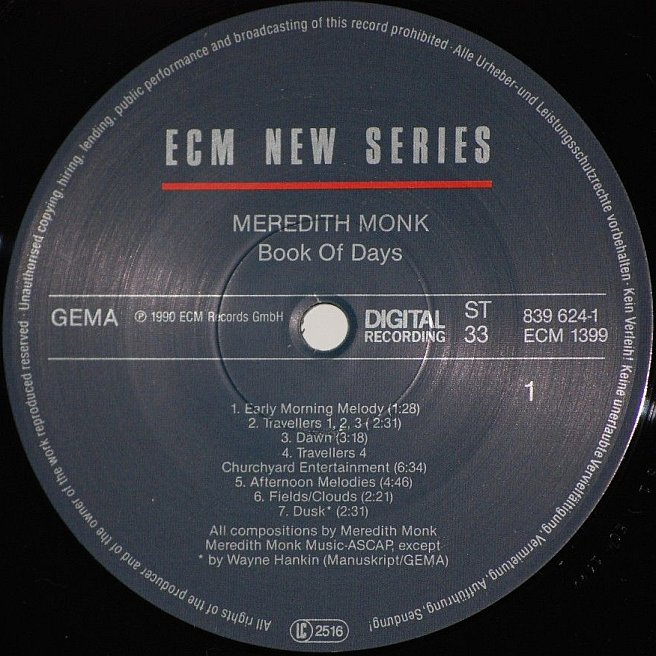 ECM NEW SERIES
MEREDITH MONK
Book Of Days
GEMA
℗ 1990 ECM Records GmbH
DIGITAL
RECORDING
ST
33
839 624-1
ECM 1399
1
1. Early Morning Melody (1:28)
2. Travellers 1, 2, 3 (2:31)
3. Dawn (3:18)
4. Travellers 4
Churchyard Entertainment (6:34)
5. Afternoon Melodies (4:46)
6. Fields/Clouds (2:21)
7. Dusk* (2:31)
All compositions by Meredith Monk
Meredith Monk Music-ASCAP, except
* by Wayne Hankin (Manuskript/GEMA)
LC 2516
All rights of the producer and of the owner of the work reproduced reserved · Unauthorised copying, hiring, lending, public performance and broadcasting of this record prohibited · Alle Urheber- und Leistungsschutzrechte vorbehalten · Kein Verleih! Keine unerlaubte Vervielfältigung, Vermietung, Aufführung, Sendung!